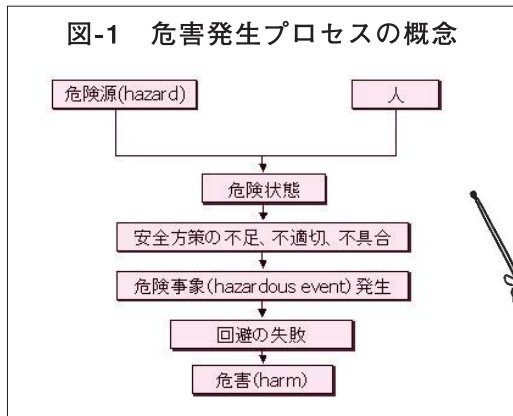 図-1 危害発生プロセスの概念
危険源(hazard)
人
危険状態
安全方策の不足、不適切、不具合
危険事象(hazardous event)発生
回避の失敗
危害(harm)